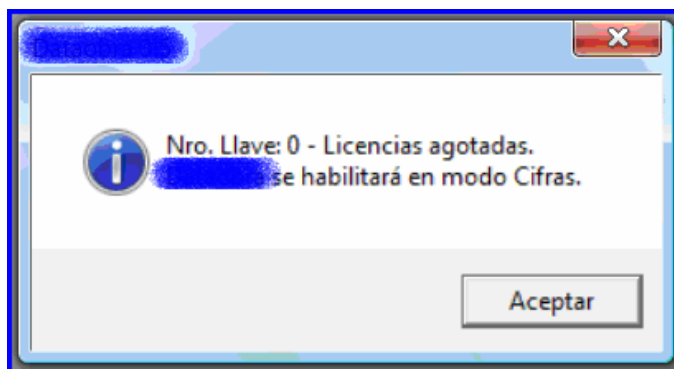 Nro. Llave: 0 - Licencias agotadas.
se habilitará en modo Cifras.
Aceptar